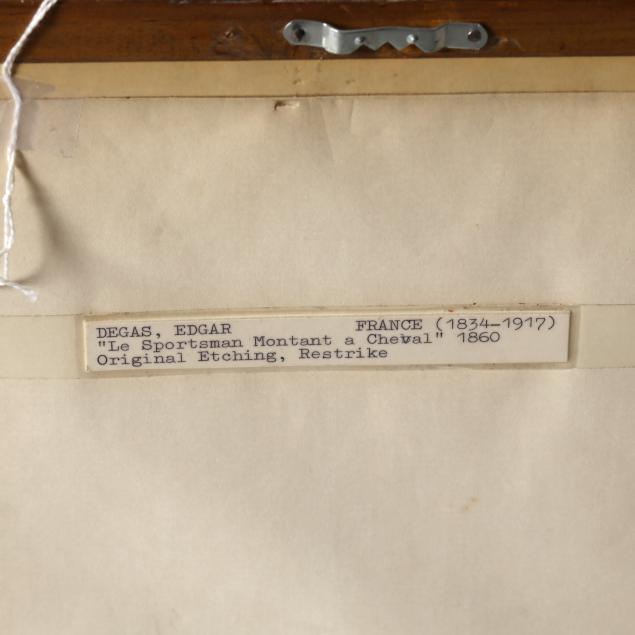 DEGAS, EDGAR FRANCE (1834-1917)
"Le Sportsman Montant a Cheval" 1860
Original Etching, Restrike